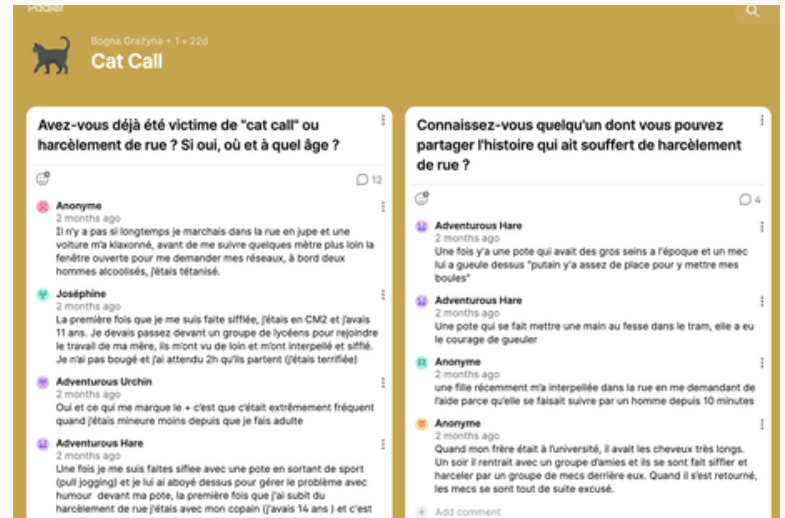 Padlet
Bogna Grażyna + 1 • 22d
Cat Call
Avez-vous déjà été victime de "cat call" ou
harcèlement de rue ? Si oui, où et à quel âge ?
12
Anonyme
2 months ago
Il n'y a pas si longtemps je marchais dans la rue en jupe et une
voiture m'a klaxonné, avant de me suivre quelques mètre plus loin la
fenêtre ouverte pour me demander mes réseaux, à bord deux
hommes alcoolisés, j'étais tétanisé.
Joséphine
2 months ago
La première fois que je me suis faite sifflée, j'étais en CM2 et j'avais
11 ans. Je devais passez devant un groupe de lycéens pour rejoindre
le travail de ma mère, ils m'ont vu de loin et m'ont interpellé et sifflé.
Je n'ai pas bougé et j'ai attendu 2h qu'ils partent (j'étais terrifiée)
Adventurous Urchin
2 months ago
Oui et ce qui me marque le + c'est que c'était extrêmement fréquent
quand j'étais mineure moins depuis que je fais adulte
Adventurous Hare
2 months ago
Une fois je me suis faites siflee avec une pote en sortant de sport
(pull jogging) et je lui ai aboyé dessus pour gérer le problème avec
humour devant ma pote, la première fois que j'ai subit du
harcèlement de rue j'étais avec mon copain (j'avais 14 ans ) et c'est
Connaissez-vous quelqu'un dont vous pouvez
partager l'histoire qui ait souffert de harcèlement
de rue ?
4
Adventurous Hare
2 months ago
Une fois y'a une pote qui avait des gros seins a l'époque et un mec
lui a gueule dessus "putain y'a assez de place pour y mettre mes
boules"
Adventurous Hare
2 months ago
Une pote qui se fait mettre une main au fesse dans le tram, elle a eu
le courage de gueuler
Anonyme
2 months ago
une fille récemment m'a interpellée dans la rue en me demandant de
l'aide parce qu'elle se faisait suivre par un homme depuis 10 minutes
Anonyme
2 months ago
Quand mon frère était à l'université, il avait les cheveux très longs.
Un soir il rentrait avec un groupe d'amies et ils se sont fait siffler et
harceler par un groupe de mecs derrière eux. Quand il s'est retourné,
les mecs se sont tout de suite excusé.
Add comment